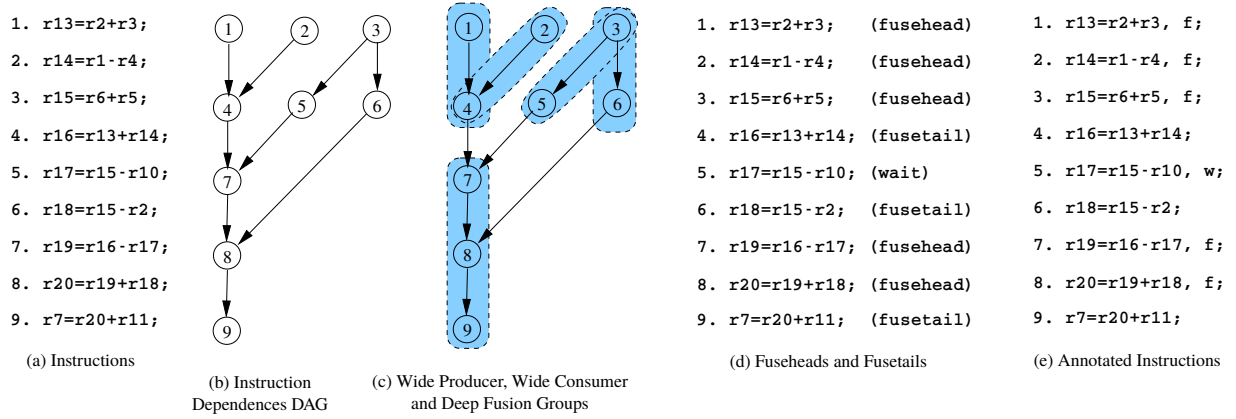 1. r13=r2+r3;
2. r14=r1-r4;
3. r15=r6+r5;
4. r16=r13+r14;
5. r17=r15-r10;
6. r18=r15-r2;
7. r19=r16-r17;
8. r20=r19+r18;
9. r7=r20+r11;
(a) Instructions
1
2
3
4
5
6
7
8
9
(b) Instruction
Dependences DAG
1
2
3
4
5
6
7
8
9
(c) Wide Producer, Wide Consumer
and Deep Fusion Groups
1. r13=r2+r3; (fusehead)
2. r14=r1-r4; (fusehead)
3. r15=r6+r5; (fusehead)
4. r16=r13+r14; (fusetail)
5. r17=r15-r10; (wait)
6. r18=r15-r2; (fusetail)
7. r19=r16-r17; (fusehead)
8. r20=r19+r18; (fusehead)
9. r7=r20+r11; (fusetail)
(d) Fuseheads and Fusetails
1. r13=r2+r3, f;
2. r14=r1-r4, f;
3. r15=r6+r5, f;
4. r16=r13+r14;
5. r17=r15-r10, w;
6. r18=r15-r2;
7. r19=r16-r17, f;
8. r20=r19+r18, f;
9. r7=r20+r11;
(e) Annotated Instructions